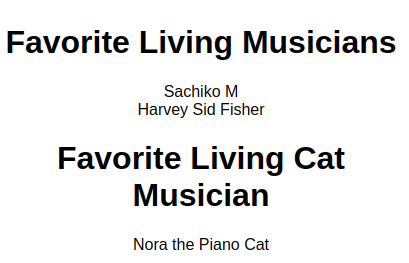 Favorite Living Musicians
Sachiko M
Harvey Sid Fisher
Favorite Living Cat
Musician
Nora the Piano Cat